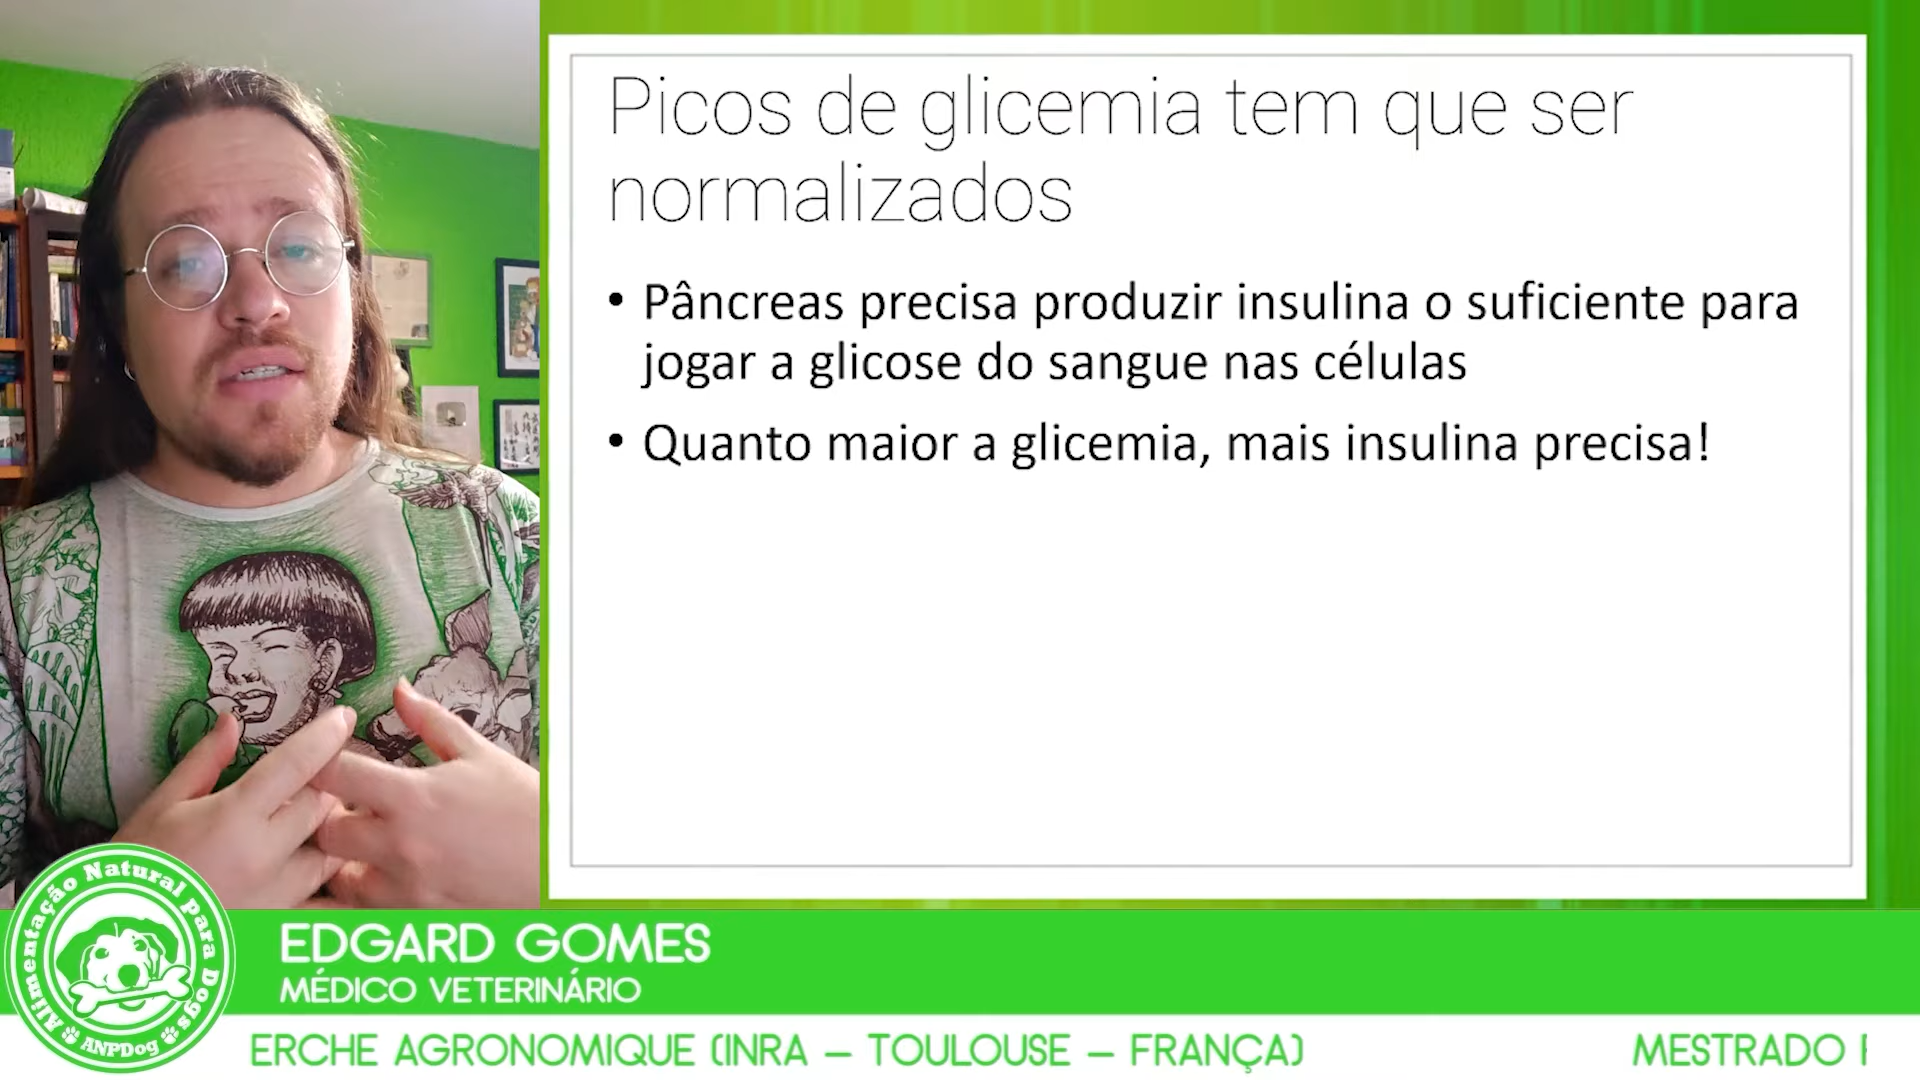 Picos de glicemia tem que ser
normalizados
• Pâncreas precisa produzir insulina o suficiente para
jogar a glicose do sangue nas células
• Quanto maior a glicemia, mais insulina precisa!
Alimentação Natural para Dogs
ANPDog
EDGARD GOMES
MÉDICO VETERINÁRIO
ERCHE AGRONOMIQUE (INRA – TOULOUSE – FRANÇA)
MESTRADO